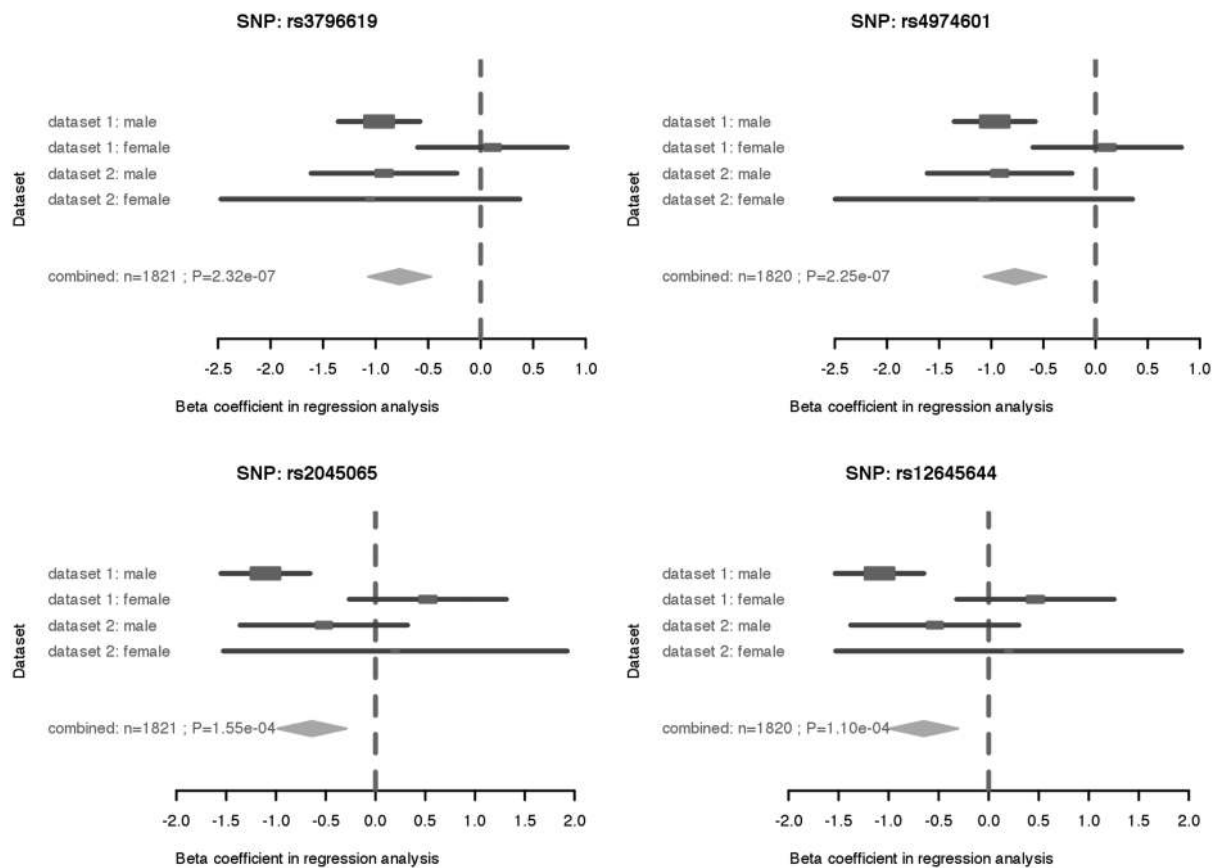 SNP: rs3796619
Dataset
dataset 1: male
dataset 1: female
dataset 2: male
dataset 2: female
combined: n=1821 ; P=2.32e-07
-2.5 -2.0 -1.5 -1.0 -0.5 0.0 0.5 1.0
Beta coefficient in regression analysis
SNP: rs4974601
Dataset
dataset 1: male
dataset 1: female
dataset 2: male
dataset 2: female
combined: n=1820 ; P=2.25e-07
-2.5 -2.0 -1.5 -1.0 -0.5 0.0 0.5 1.0
Beta coefficient in regression analysis
SNP: rs2045065
Dataset
dataset 1: male
dataset 1: female
dataset 2: male
dataset 2: female
combined: n=1821 ; P=1.55e-04
-2.0 -1.5 -1.0 -0.5 0.0 0.5 1.0 1.5 2.0
Beta coefficient in regression analysis
SNP: rs12645644
Dataset
dataset 1: male
dataset 1: female
dataset 2: male
dataset 2: female
combined: n=1820 ; P=1.10e-04
-2.0 -1.5 -1.0 -0.5 0.0 0.5 1.0 1.5 2.0
Beta coefficient in regression analysis